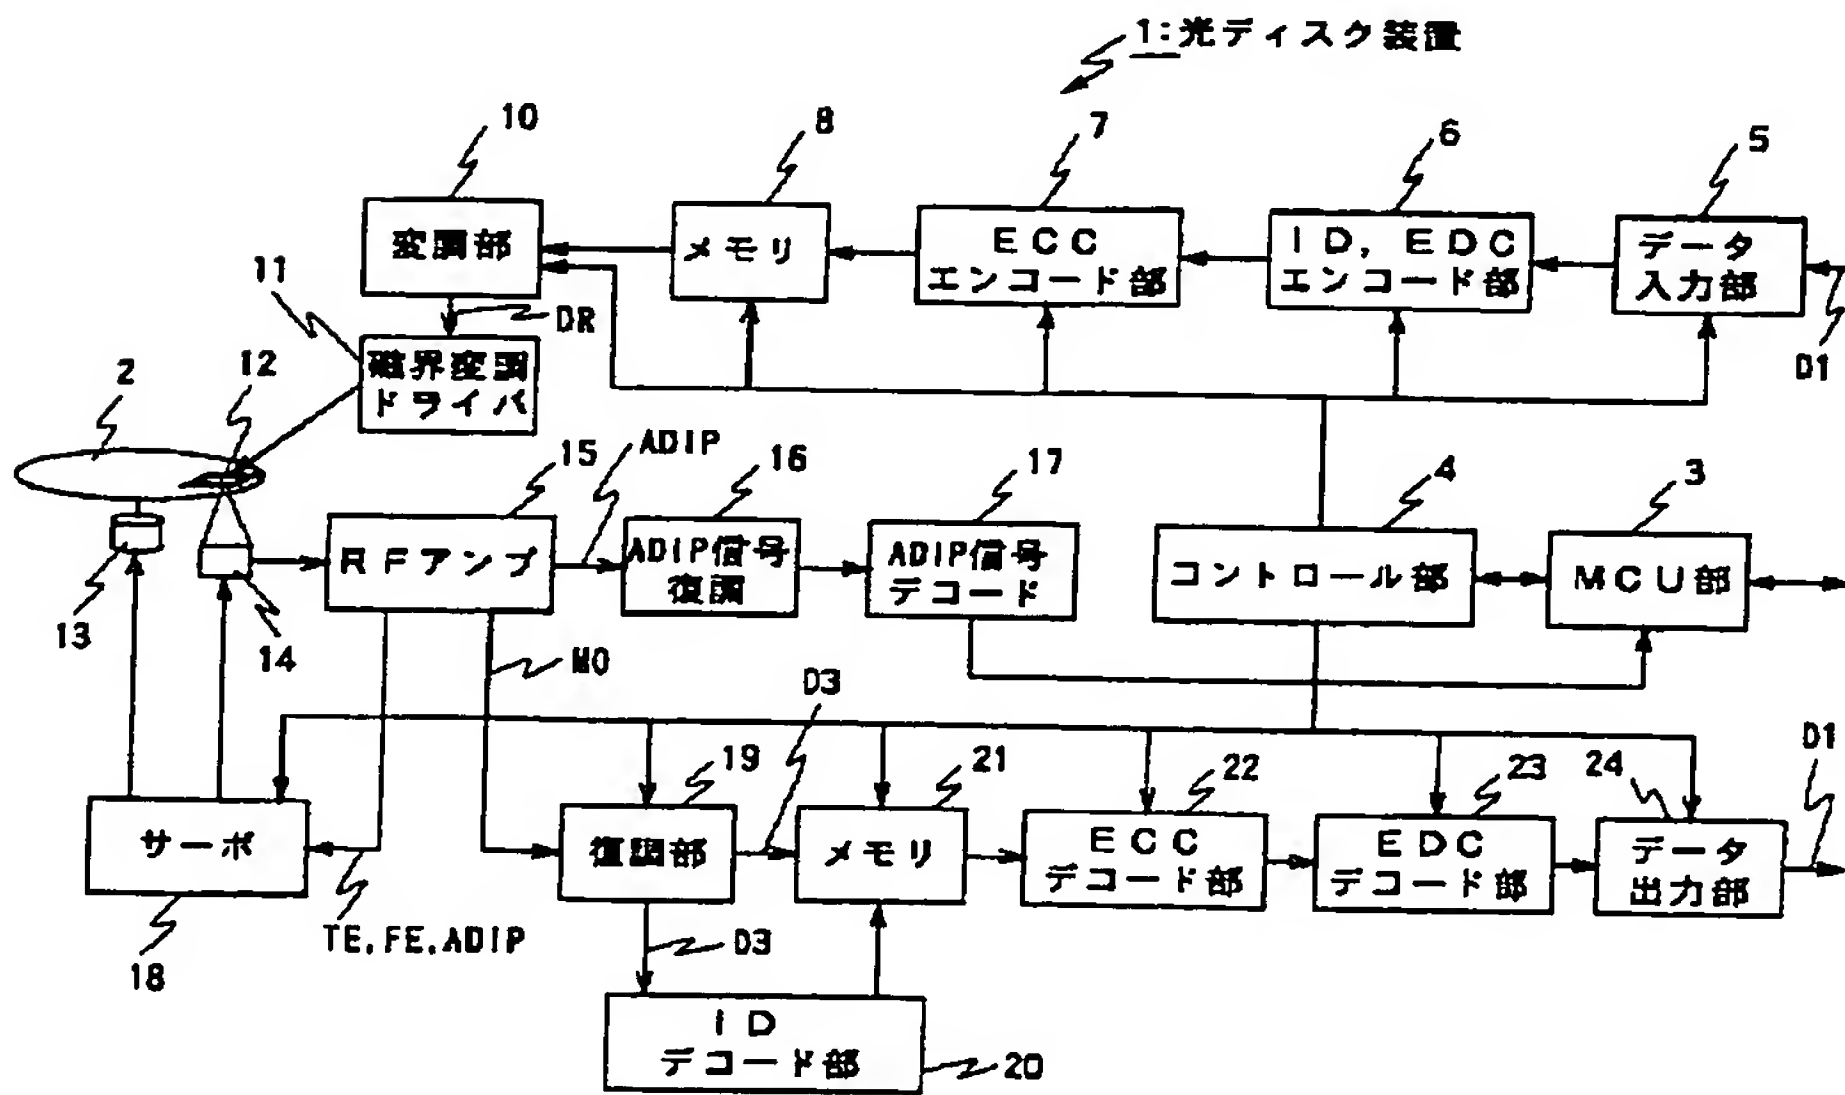 1:光ディスク装置
10
8
7
6
5
変調部
メモリ
ECC
エンコード部
ID, EDC
エンコード部
データ
入力部
11
DR
D1
磁界変調
ドライバ
2
12
15
ADIP
16
17
4
3
RFアンプ
ADIP信号
復調
ADIP信号
デコード
コントロール部
MCU部
13
14
MO
D3
19
21
22
23
24
D1
サーボ
復調部
メモリ
ECC
デコード部
EDC
デコード部
データ
出力部
18
TE,FE,ADIP
D3
ID
デコード部
20